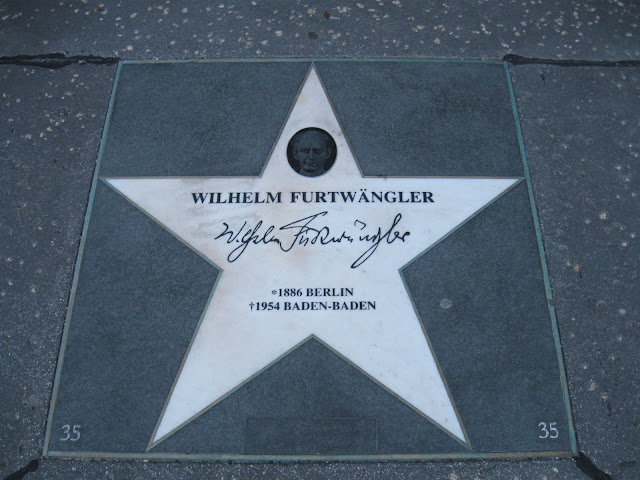 WILHELM FURTWÄNGLER
Wilhelm Furtwängler
*1886 BERLIN
†1954 BADEN-BADEN
35
35